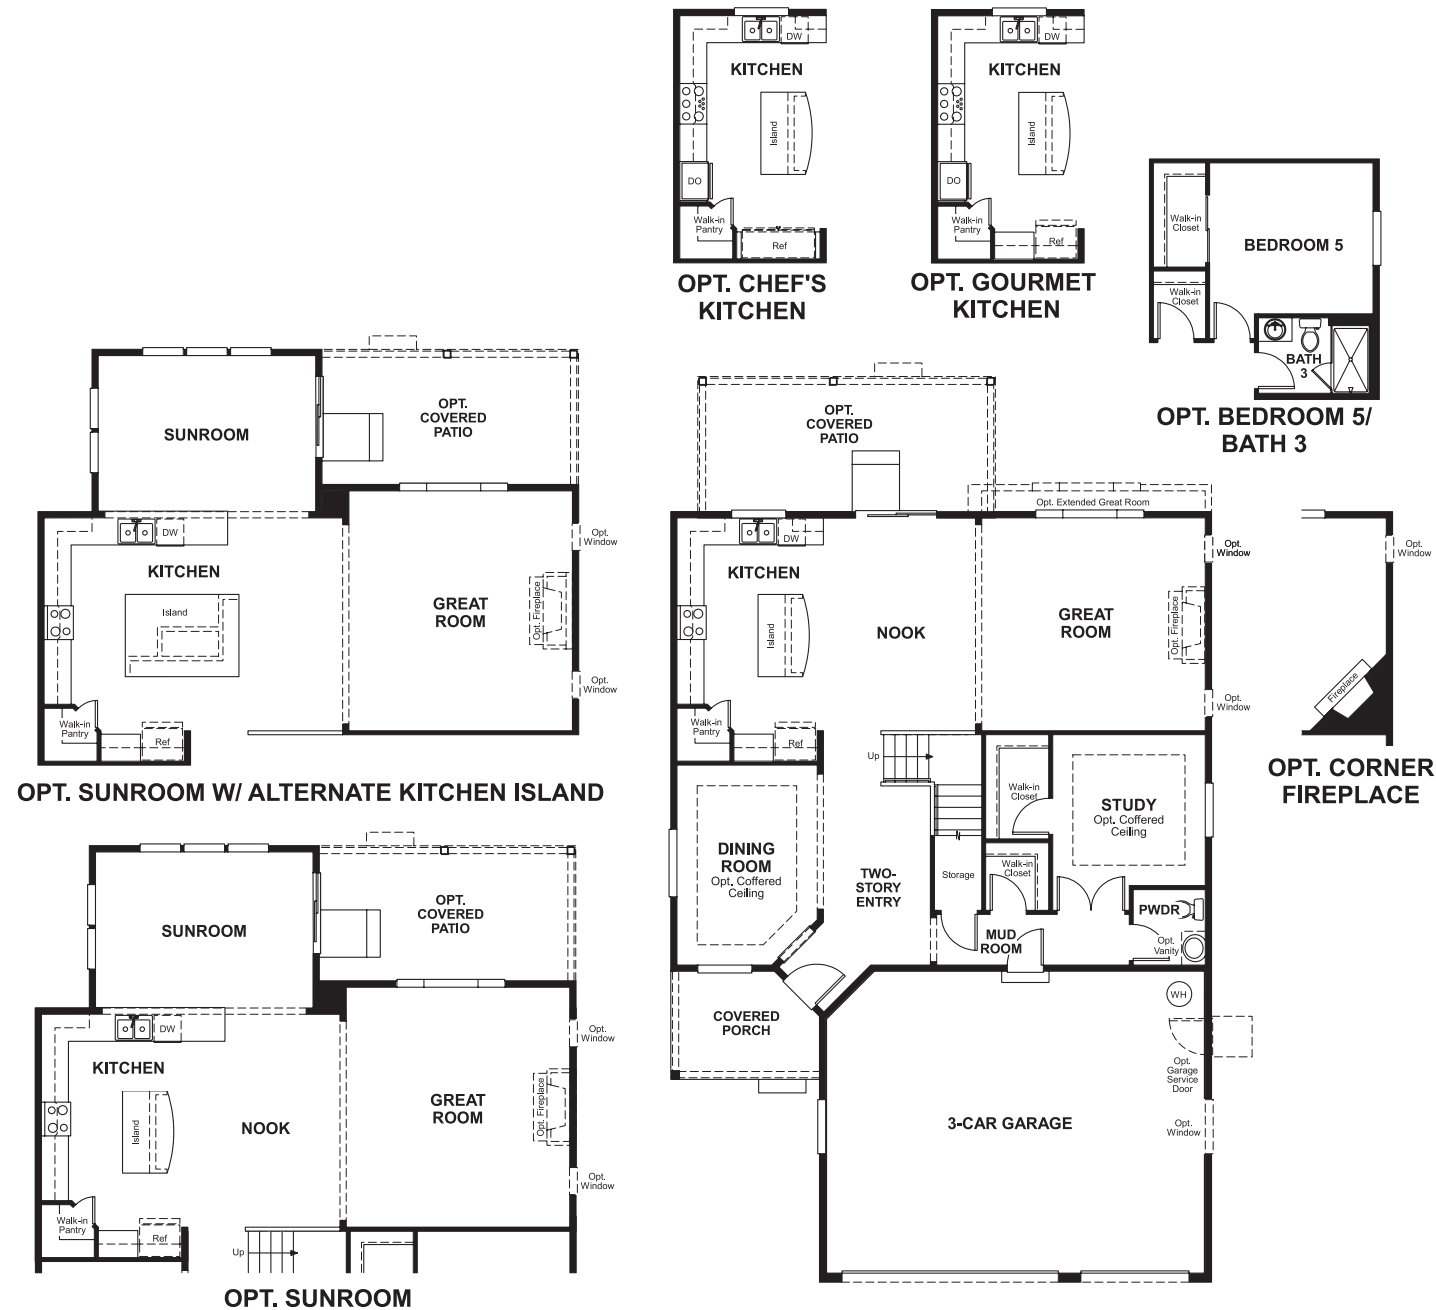 DW
KITCHEN
Island
DO
Walk-in
Pantry
Ref
OPT. CHEF'S
KITCHEN
DW
KITCHEN
Island
DO
Walk-in
Pantry
Ref
OPT. GOURMET
KITCHEN
Walk-in
Closet
BEDROOM 5
Walk-in
Closet
BATH
3
OPT. BEDROOM 5/
BATH 3
SUNROOM
OPT.
COVERED
PATIO
DW
KITCHEN
Island
GREAT
ROOM
Opt. Fireplace
Opt.
Window
Opt.
Window
Walk-in
Pantry
Ref
OPT. SUNROOM W/ ALTERNATE KITCHEN ISLAND
SUNROOM
OPT.
COVERED
PATIO
DW
KITCHEN
Island
NOOK
GREAT
ROOM
Opt. Fireplace
Opt.
Window
Opt.
Window
Walk-in
Pantry
Ref
Up
OPT. SUNROOM
OPT.
COVERED
PATIO
Opt. Extended Great Room
DW
KITCHEN
Island
NOOK
GREAT
ROOM
Opt. Fireplace
Opt.
Window
Opt.
Window
Walk-in
Pantry
Ref
Up
Walk-in
Closet
STUDY
Opt. Coffered
Ceiling
DINING
ROOM
Opt. Coffered
Ceiling
TWO-
STORY
ENTRY
Storage
Walk-in
Closet
MUD
ROOM
PWDR
Opt.
Vanity
COVERED
PORCH
WH
Opt.
Garage
Service
Door
3-CAR GARAGE
Opt.
Window
Opt.
Window
Fireplace
OPT. CORNER
FIREPLACE